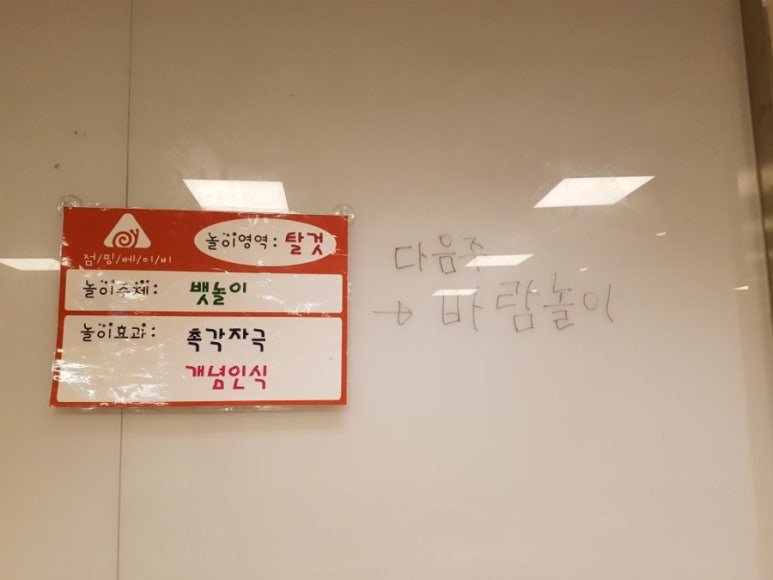 점/핑/베/이/비
놀이영역: 탈것
놀이주제: 뱃놀이
놀이효과: 촉각자극
개념인식
다음주
→ 바람놀이